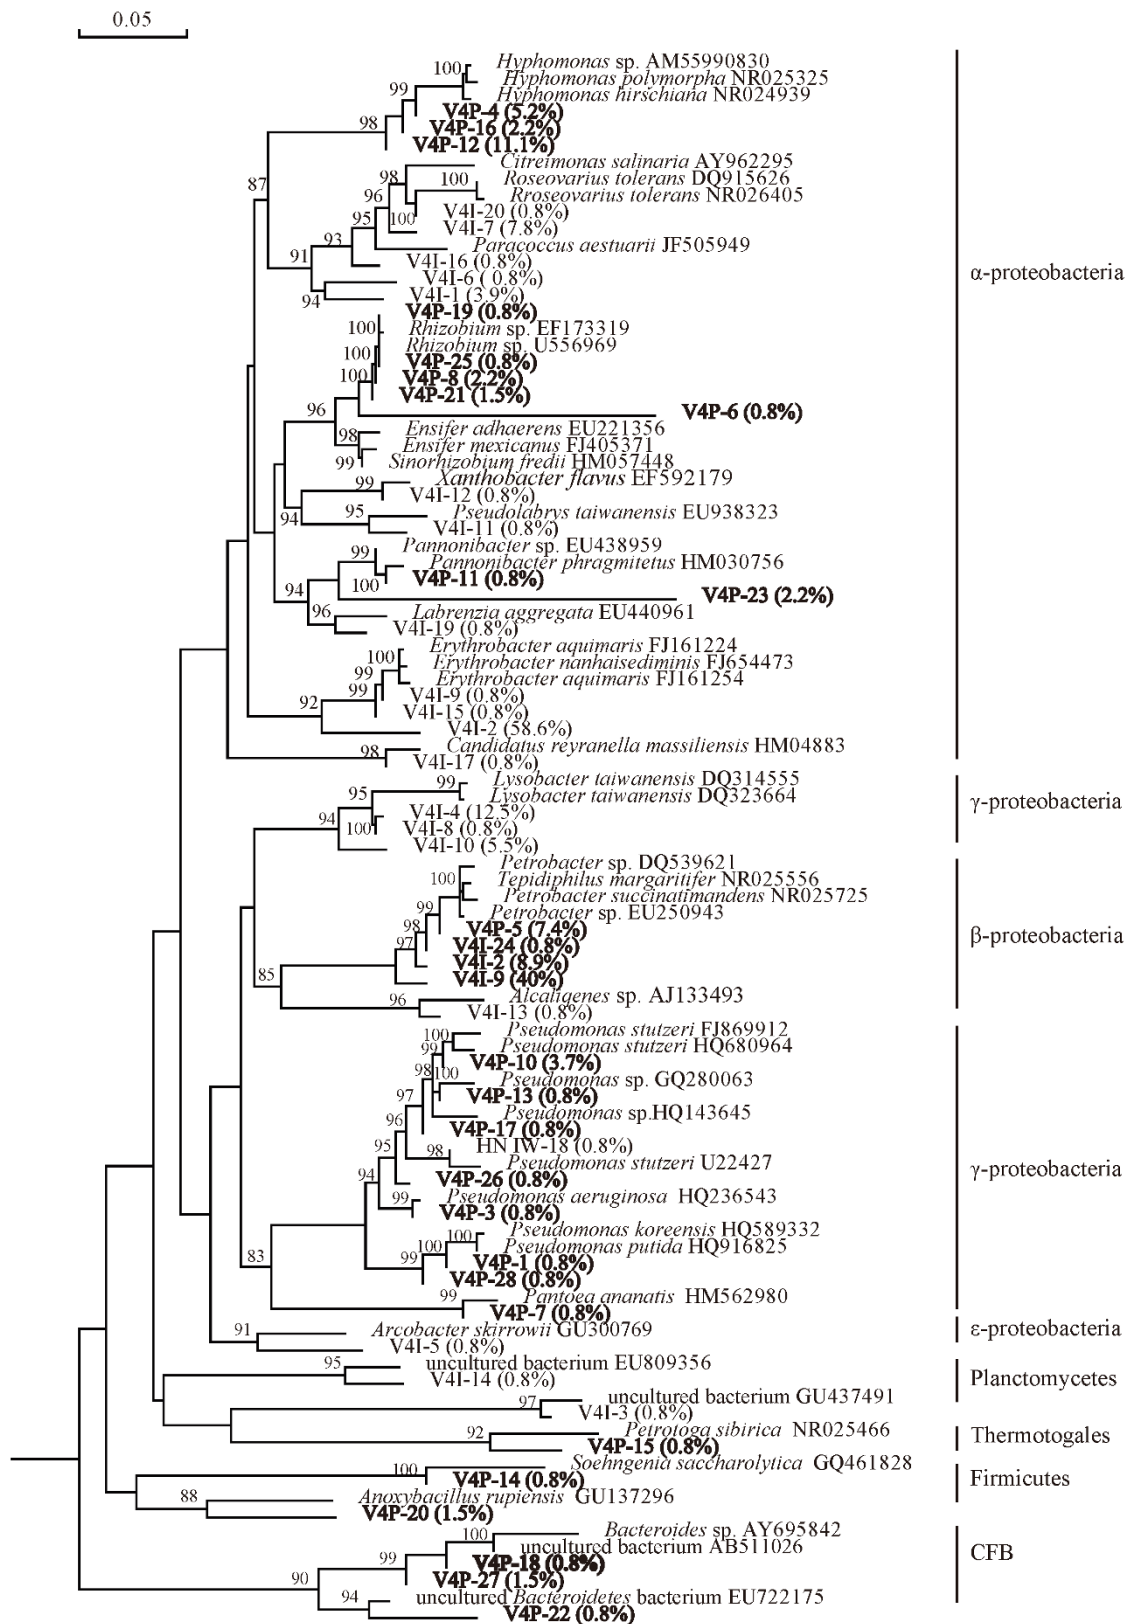 0.05
Hyphomonas sp. AM55990830
100
Hyphomonas polymorpha NR025325
99
Hyphomonas hirschiana NR024939
V4P-4 (5.2%)
98
V4P-16 (2.2%)
V4P-12 (11.1%)
Citreimonas salinaria AY962295
98
Roseovarius tolerans DQ915626
87
100
Rroseovarius tolerans NR026405
96
V4I-20 (0.8%)
95
100
V4I-7 (7.8%)
93
Paracoccus aestuarii JF505949
91
V4I-16 (0.8%)
α-proteobacteria
V4I-6 ( 0.8%)
94
V4I-1 (3.9%)
V4P-19 (0.8%)
100
Rhizobium sp. EF173319
Rhizobium sp. U556969
100
V4P-25 (0.8%)
100
V4P-8 (2.2%)
V4P-21 (1.5%)
96
V4P-6 (0.8%)
Ensifer adhaerens EU221356
98
Ensifer mexicanus FJ405371
99
Sinorhizobium fredii HM057448
Xanthobacter flavus EF592179
99
V4I-12 (0.8%)
94
95
Pseudolabrys taiwanensis EU938323
V4I-11 (0.8%)
Pannonibacter sp. EU438959
99
Pannonibacter phragmitetus HM030756
100
V4P-11 (0.8%)
94
V4P-23 (2.2%)
96
Labrenzia aggregata EU440961
V4I-19 (0.8%)
Erythrobacter aquimaris FJ161224
100
Erythrobacter nanhaisediminis FJ654473
99
Erythrobacter aquimaris FJ161254
99
V4I-9 (0.8%)
92
V4I-15 (0.8%)
V4I-2 (58.6%)
Candidatus reyranella massiliensis HM04883
98
V4I-17 (0.8%)
99
Lysobacter taiwanensis DQ314555
95
Lysobacter taiwanensis DQ323664
γ-proteobacteria
94
V4I-4 (12.5%)
100
V4I-8 (0.8%)
V4I-10 (5.5%)
Petrobacter sp. DQ539621
100
Tepidiphilus margaritifer NR025556
Petrobacter succinatimandens NR025725
99
Petrobacter sp. EU250943
98
V4P-5 (7.4%)
β-proteobacteria
97
V4I-24 (0.8%)
V4I-2 (8.9%)
85
V4I-9 (40%)
96
Alcaligenes sp. AJ133493
V4I-13 (0.8%)
100
Pseudomonas stutzeri FJ869912
99
Pseudomonas stutzeri HQ680964
V4P-10 (3.7%)
98
100
Pseudomonas sp. GQ280063
97
V4P-13 (0.8%)
96
Pseudomonas sp.HQ143645
V4P-17 (0.8%)
95
98
HN IW-18 (0.8%)
Pseudomonas stutzeri U22427
γ-proteobacteria
94
V4P-26 (0.8%)
99
Pseudomonas aeruginosa HQ236543
V4P-3 (0.8%)
100
Pseudomonas koreensis HQ589332
83
100
Pseudomonas putida HQ916825
99
V4P-1 (0.8%)
V4P-28 (0.8%)
99
Pantoea ananatis HM562980
V4P-7 (0.8%)
91
Arcobacter skirrowii GU300769
ε-proteobacteria
V4I-5 (0.8%)
95
uncultured bacterium EU809356
V4I-14 (0.8%)
Planctomycetes
97
uncultured bacterium GU437491
V4I-3 (0.8%)
92
Petrotoga sibirica NR025466
Thermotogales
V4P-15 (0.8%)
100
Soehngenia saccharolytica GQ461828
V4P-14 (0.8%)
Firmicutes
88
Anoxybacillus rupiensis GU137296
V4P-20 (1.5%)
100
Bacteroides sp. AY695842
uncultured bacterium AB511026
CFB
99
V4P-18 (0.8%)
90
V4P-27 (1.5%)
94
uncultured Bacteroidetes bacterium EU722175
V4P-22 (0.8%)